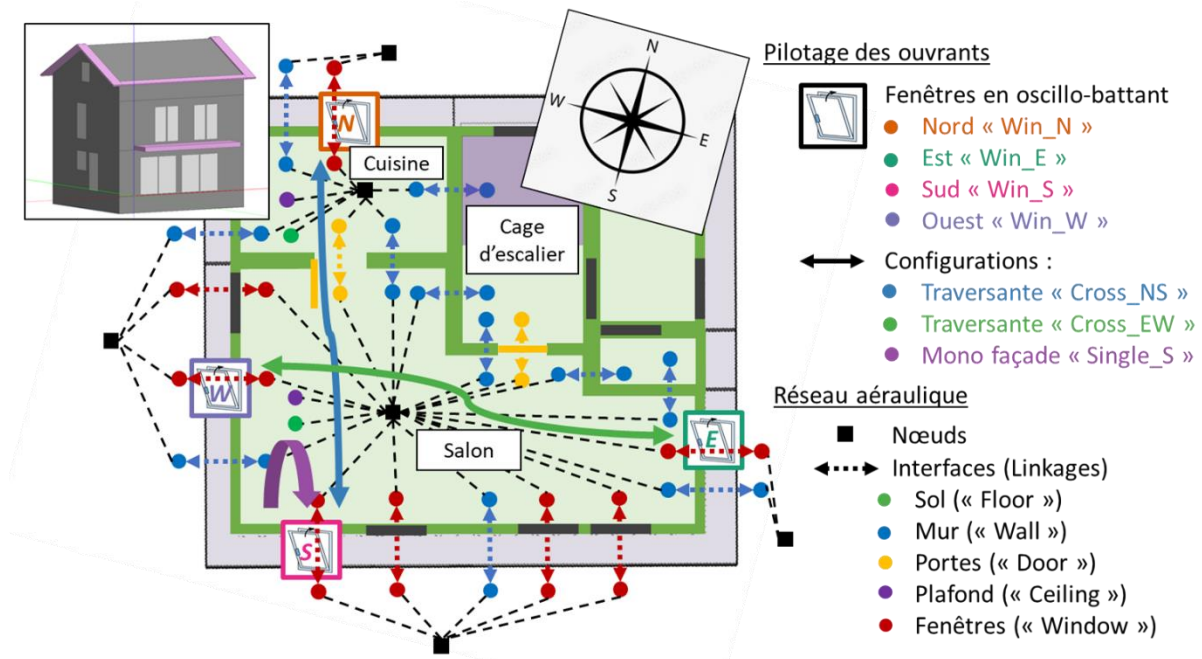 N
W
E
S
N
Cuisine
Cage
d'escalier
W
Salon
E
S
Pilotage des ouvrants
Fenêtres en oscillo-battant
Nord « Win_N »
Est « Win_E »
Sud « Win_S »
Ouest « Win_W »
Configurations :
Traversante « Cross_NS »
Traversante « Cross_EW »
Mono façade « Single_S »
Réseau aéraulique
Nœuds
Interfaces (Linkages)
Sol (« Floor »)
Mur (« Wall »)
Portes (« Door »)
Plafond (« Ceiling »)
Fenêtres (« Window »)